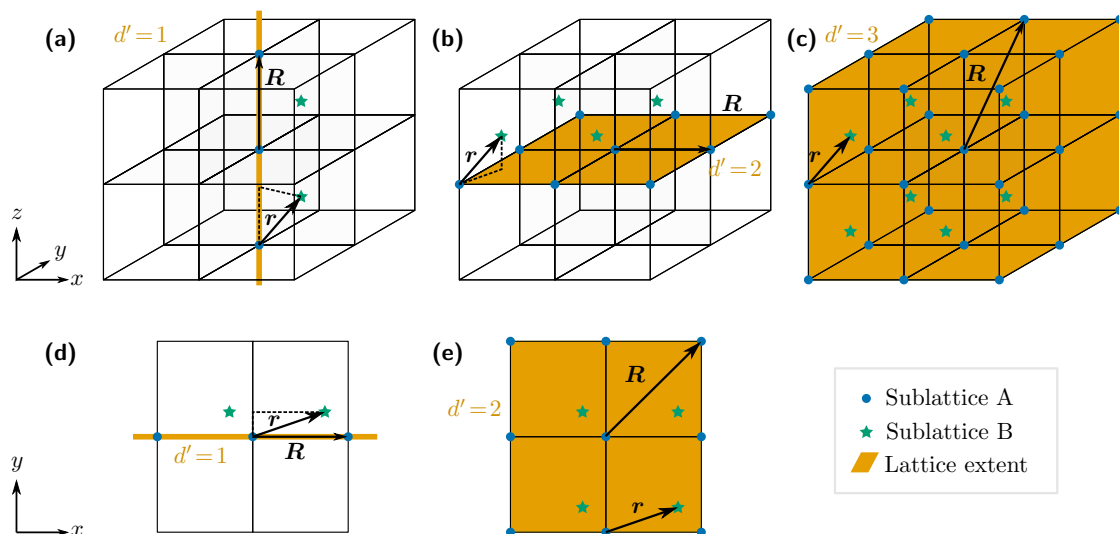 (a)
d′ = 1
R
r
z
y
x
(b)
R
r
d′ = 2
(c)
d′ = 3
R
r
(d)
r
d′ = 1
R
y
x
(e)
d′ = 2
R
r
Sublattice A
Sublattice B
Lattice extent